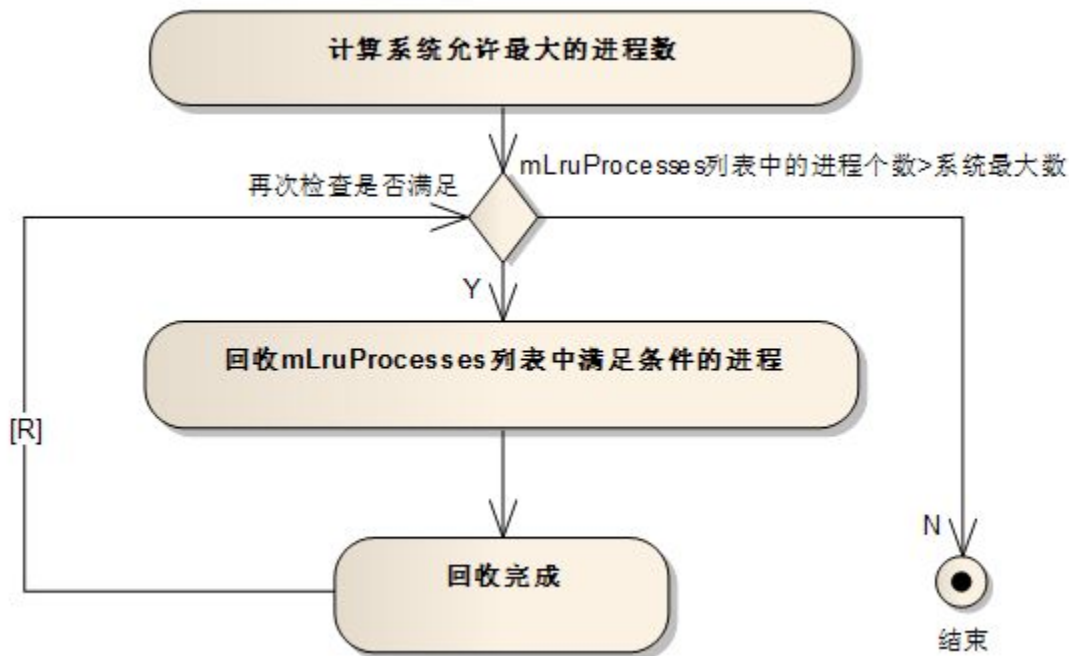 计算系统允许最大的进程数
mLruProcesses列表中的进程个数>系统最大数
再次检查是否满足
Y
回收mLruProcesses列表中满足条件的进程
[R]
N
回收完成
结束